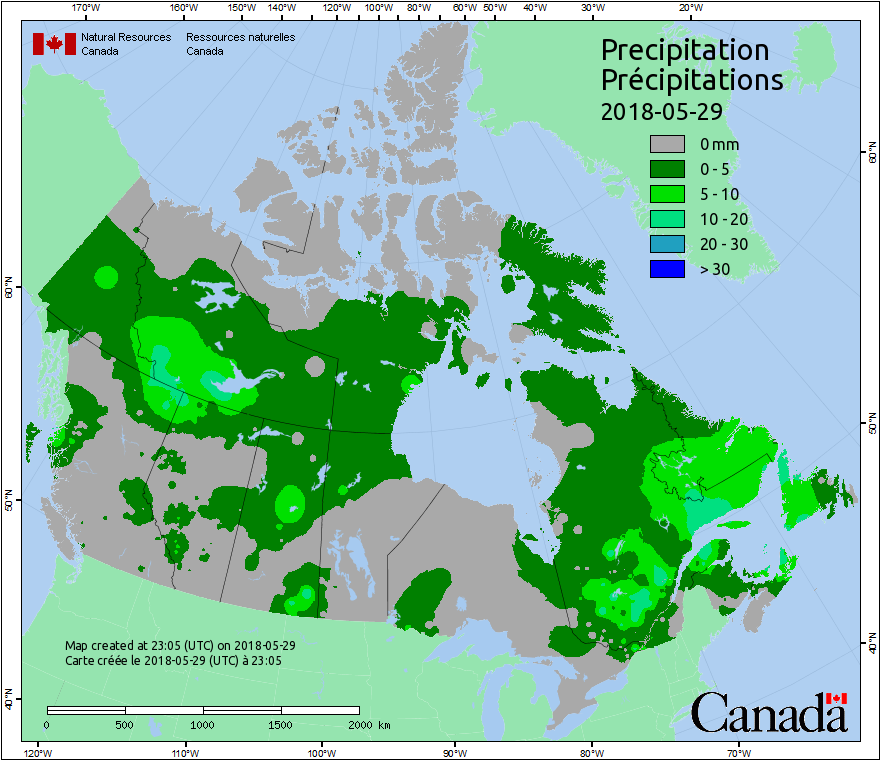 170°W 160°W 150°W 140°W 120°W 100°W 80°W 60°W 50°W 40°W 30°W 20°W
Natural Resources Ressources naturelles
Canada Canada
Precipitation
Précipitations
2018-05-29
0 mm
0 - 5
5 - 10
10 - 20
20 - 30
> 30
60°N
60°N
50°N
50°N
40°N
40°N
Map created at 23:05 (UTC) on 2018-05-29
Carte créée le 2018-05-29 (UTC) à 23:05
0 500 1000 1500 2000 km
Canada
120°W 110°W 100°W 90°W 80°W 70°W